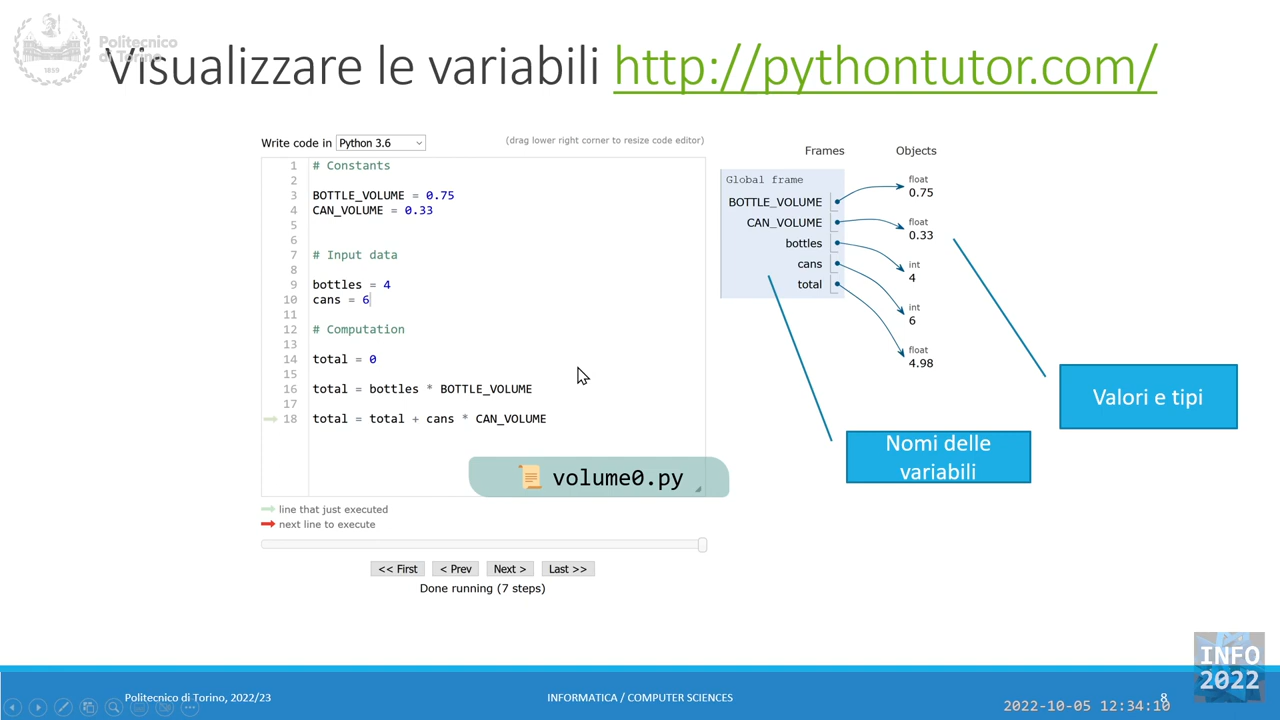 Politecnico
di Torino
1859
Visualizzare le variabili http://pythontutor.com/
Write code in Python 3.6
(drag lower right corner to resize code editor)
1 # Constants
2
3 BOTTLE_VOLUME = 0.75
4 CAN_VOLUME = 0.33
5
6
7 # Input data
8
9 bottles = 4
10 cans = 6
11
12 # Computation
13
14 total = 0
15
16 total = bottles * BOTTLE_VOLUME
17
18 total = total + cans * CAN_VOLUME
volume0.py
line that just executed
next line to execute
<< First < Prev Next > Last >>
Done running (7 steps)
Frames Objects
Global frame
BOTTLE_VOLUME
CAN_VOLUME
bottles
cans
total
float
0.75
float
0.33
int
4
int
6
float
4.98
Valori e tipi
Nomi delle
variabili
INFO
2022
Politecnico di Torino, 2022/23
INFORMATICA / COMPUTER SCIENCES
8
2022-10-05 12:34:10